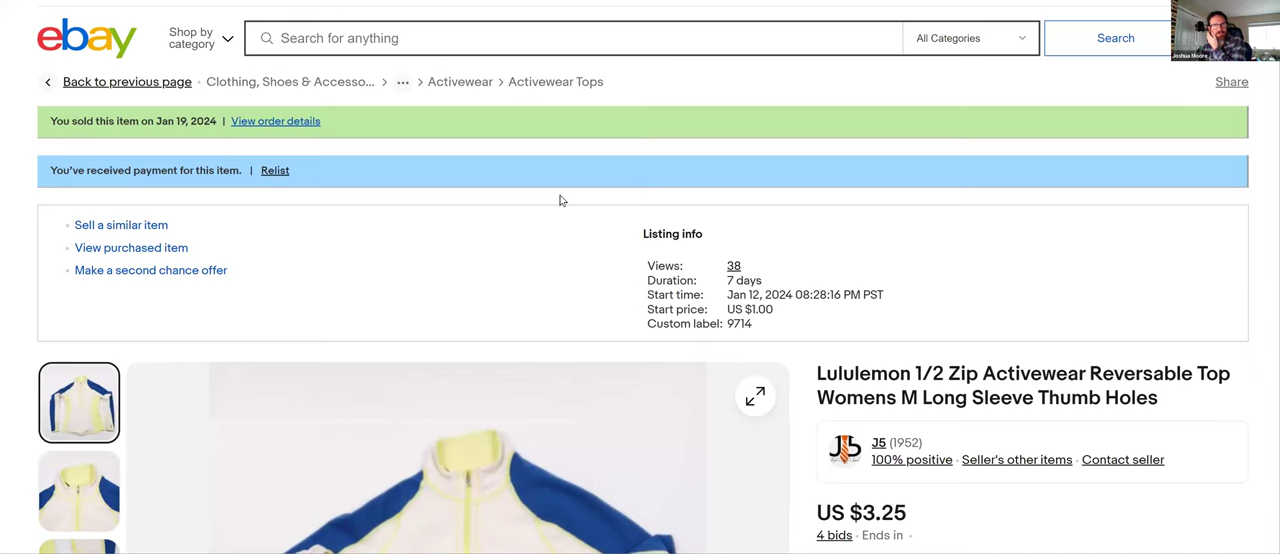 ebay
Shop by
category
Search for anything
All Categories
Search
Joshua Moore
Back to previous page
Clothing, Shoes & Accesso... > ... > Activewear > Activewear Tops
Share
You sold this item on Jan 19, 2024 | View order details
You've received payment for this item. | Relist
Sell a similar item
View purchased item
Make a second chance offer
Listing info
Views: 38
Duration: 7 days
Start time: Jan 12, 2024 08:28:16 PM PST
Start price: US $1.00
Custom label: 9714
Lululemon 1/2 Zip Activewear Reversable Top
Womens M Long Sleeve Thumb Holes
J5
J5 (1952)
100% positive · Seller's other items · Contact seller
US $3.25
4 bids · Ends in ·